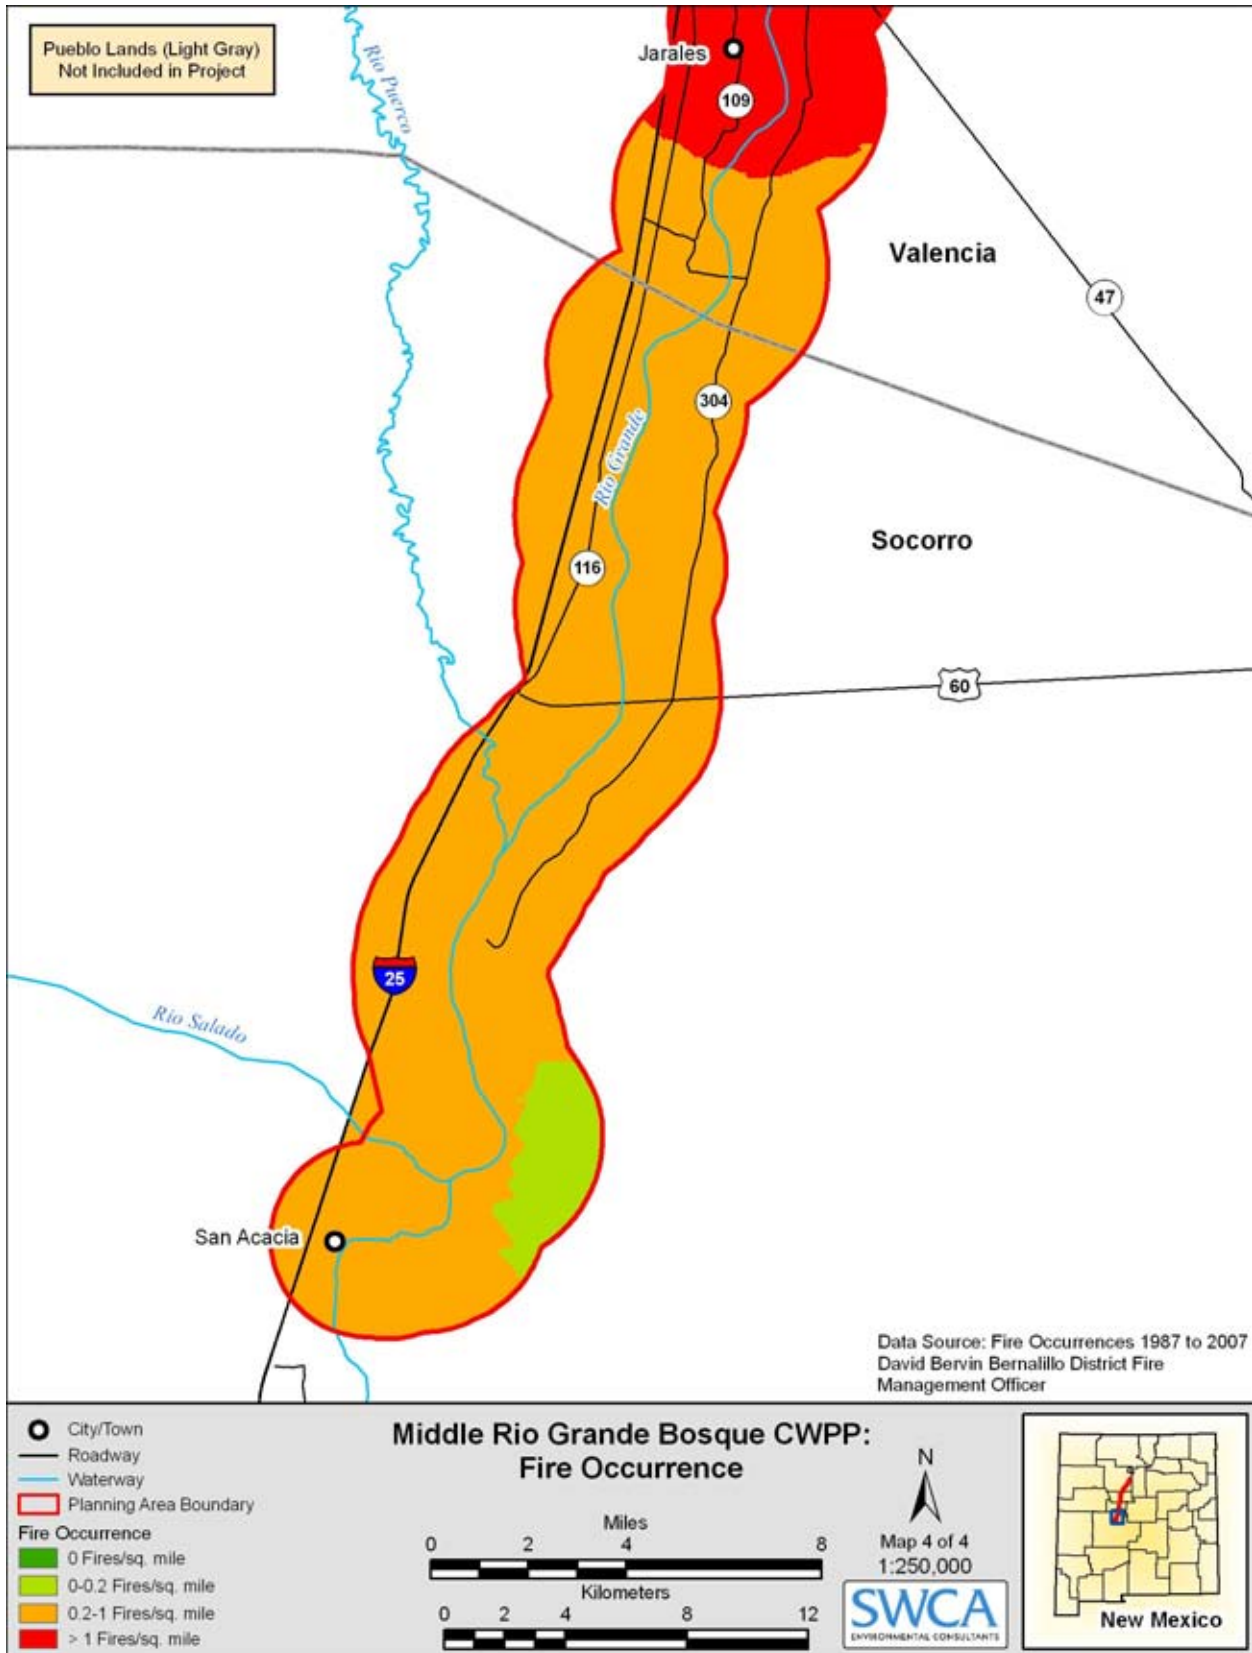 Pueblo Lands (Light Gray)
Not Included in Project
Rio Puerco
Jarales
109
Valencia
47
304
Rio Grande
Socorro
116
60
25
Rio Salado
San Acacia
Data Source: Fire Occurrences 1987 to 2007
David Bervin Bernalillo District Fire
Management Officer
City/Town
Roadway
Waterway
Planning Area Boundary
Fire Occurrence
0 Fires/sq. mile
0-0.2 Fires/sq. mile
0.2-1 Fires/sq. mile
> 1 Fires/sq. mile
Middle Rio Grande Bosque CWPP:
Fire Occurrence
Miles
0 2 4 8
Kilometers
0 2 4 8 12
N
Map 4 of 4
1:250,000
SWCA
ENVIRONMENTAL CONSULTANTS
New Mexico